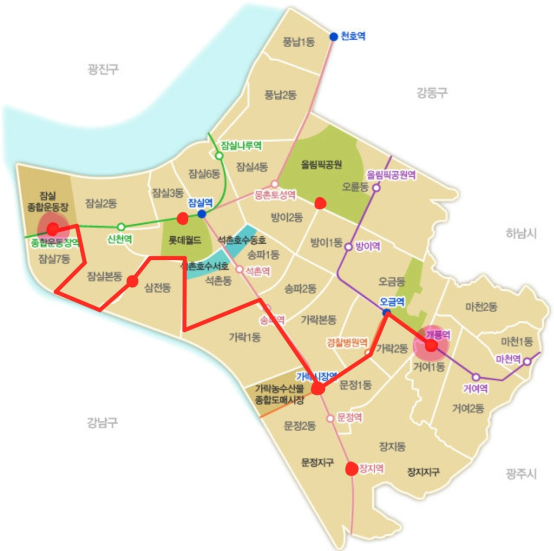 풍납1동
천호역
광진구
강동구
풍납2동
잠실나루역
잠실4동
올림픽공원
잠실6동
올림픽공원역
몽촌토성역
오륜동
잠실
종합운동장
잠실2동
잠실3동
잠실역
방이2동
신천역
롯데월드
석촌호수동호
방이1동
방이역
하남시
종합운동장역
잠실7동
송파1동
석촌호수서호
석촌역
잠실본동
삼전동
석촌동
송파2동
오금동
오금역
마천2동
송파역
가락본동
가락1동
경찰병원역
가락2동
개롱역
마천1동
거여1동
마천역
가락시장역
문정1동
거여역
가락농수산물
종합도매시장
거여2동
강남구
문정2동
문정역
장지동
문정지구
장지역
장지지구
광주시